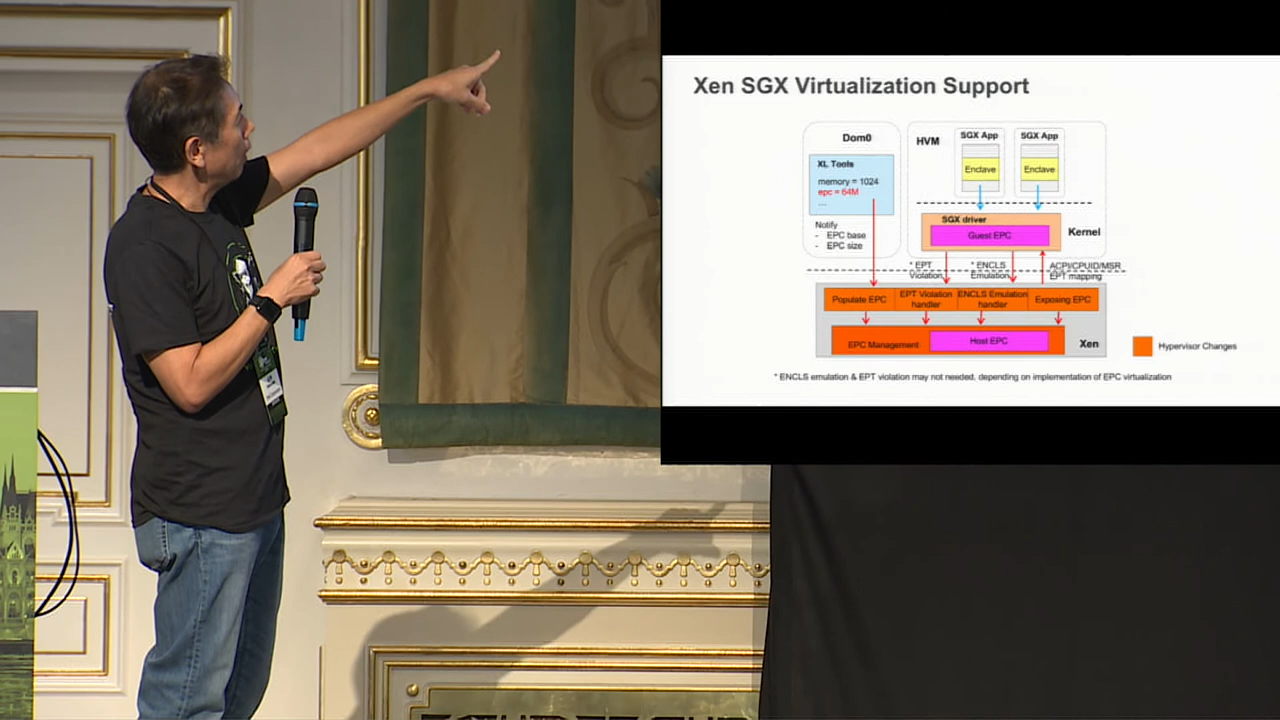 Xen SGX Virtualization Support
Dom0
XL Tools
memory = 1024
epc = 64M
...
Notify
- EPC base
- EPC size
HVM
SGX App
SGX App
Enclave
Enclave
SGX driver
Guest EPC
Kernel
* EPT
Violation
* ENCLS
Emulation
ACPI/CPUID/MSR
EPT mapping
Populate EPC
EPT Violation
handler
ENCLS Emulation
handler
Exposing EPC
EPC Management
Host EPC
Xen
Hypervisor Changes
* ENCLS emulation & EPT violation may not needed, depending on implementation of EPC virtualization